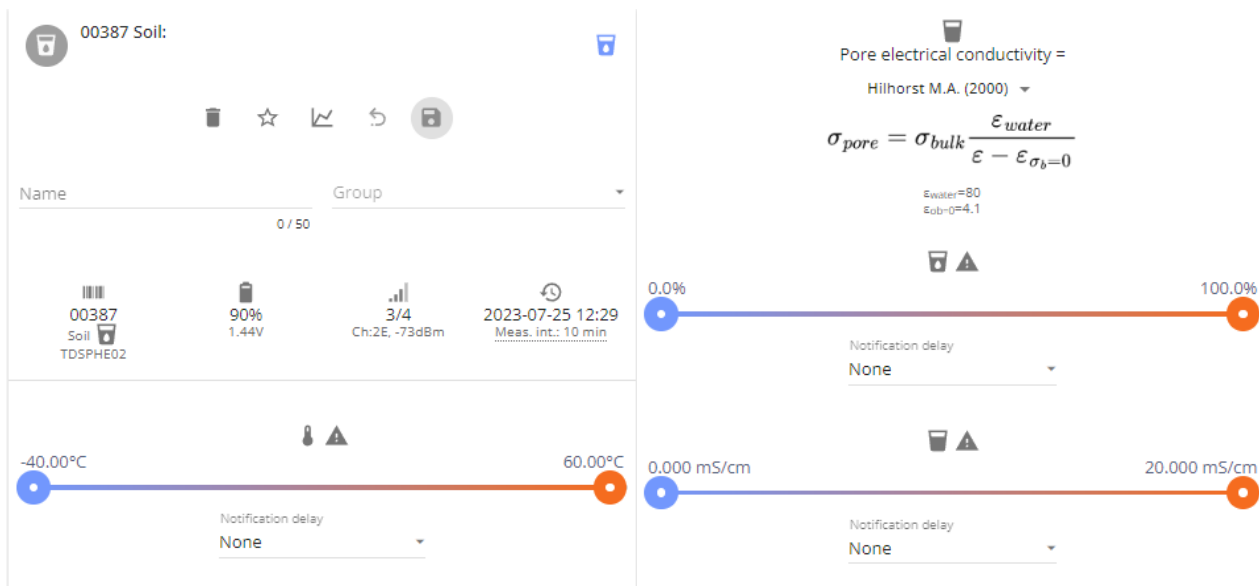 00387 Soil:
Name
Group
0 / 50
00387
Soil
TDSPHE02
90%
1.44V
3/4
Ch:2E, -73dBm
2023-07-25 12:29
Meas. int.: 10 min
-40.00°C
60.00°C
Notification delay
None
Pore electrical conductivity =
Hilhorst M.A. (2000)
σpore = σbulk εwater / ε − εσb=0
εwater=80
εσb=0=4.1
0.0%
100.0%
Notification delay
None
0.000 mS/cm
20.000 mS/cm
Notification delay
None